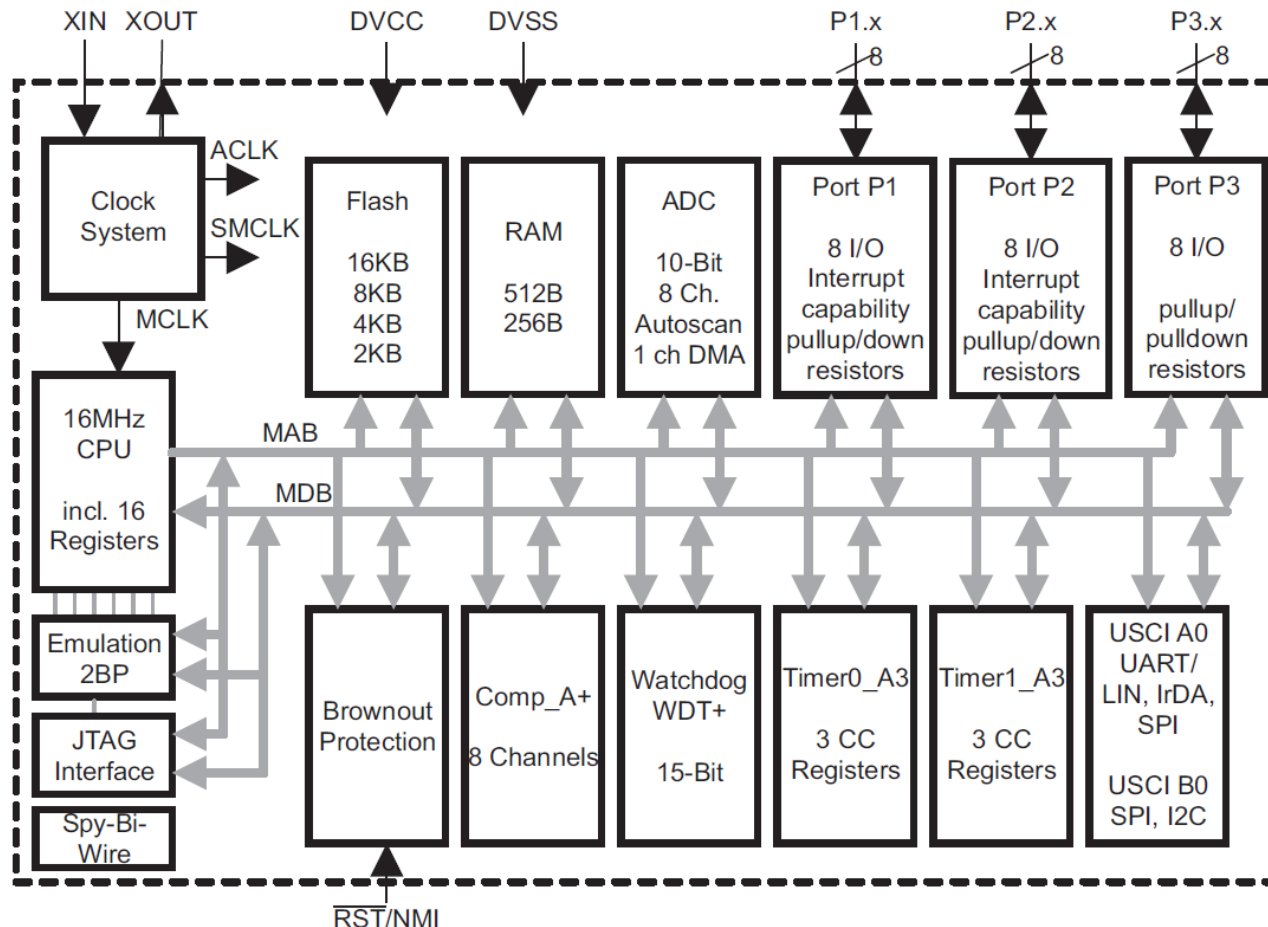 XIN XOUT DVCC DVSS P1.x P2.x P3.x
8 8 8
Clock
System
ACLK
SMCLK
MCLK
Flash
16KB
8KB
4KB
2KB
RAM
512B
256B
ADC
10-Bit
8 Ch.
Autoscan
1 ch DMA
Port P1
8 I/O
Interrupt
capability
pullup/down
resistors
Port P2
8 I/O
Interrupt
capability
pullup/down
resistors
Port P3
8 I/O
pullup/
pulldown
resistors
16MHz
CPU
incl. 16
Registers
MAB
MDB
Emulation
2BP
JTAG
Interface
Spy-Bi-
Wire
Brownout
Protection
Comp_A+
8 Channels
Watchdog
WDT+
15-Bit
Timer0_A3
3 CC
Registers
Timer1_A3
3 CC
Registers
USCI A0
UART/
LIN, IrDA,
SPI
USCI B0
SPI, I2C
RST/NMI